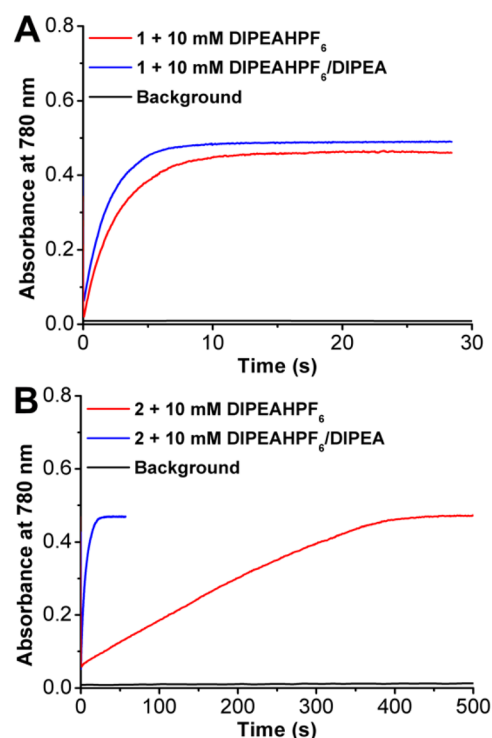 A
1 + 10 mM DIPEAHPF6
1 + 10 mM DIPEAHPF6/DIPEA
Background
Absorbance at 780 nm
0.8
0.6
0.4
0.2
0.0
0 10 20 30
Time (s)
B
2 + 10 mM DIPEAHPF6
2 + 10 mM DIPEAHPF6/DIPEA
Background
Absorbance at 780 nm
0.8
0.6
0.4
0.2
0.0
0 100 200 300 400 500
Time (s)